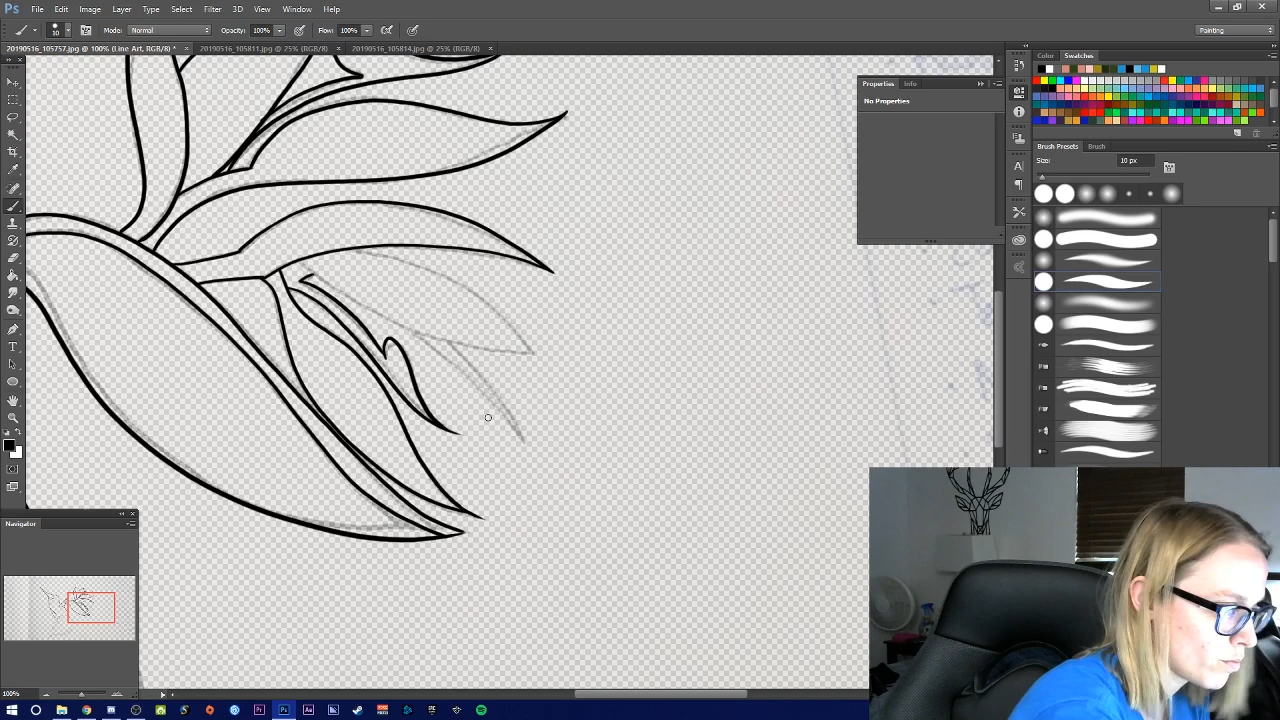 Ps File Edit Image Layer Type Select Filter 3D View Window Help
10 Mode: Normal Opacity: 100% Flow: 100% Painting
20190516_105757.jpg @ 100% (Line Art, RGB/8) * × 20190516_105811.jpg @ 25% (RGB/8) × 20190516_105814.jpg @ 25% (RGB/8) ×
Color Swatches
Properties Info
No Properties
Brush Presets Brush
Size: 10 px
Navigator
100%